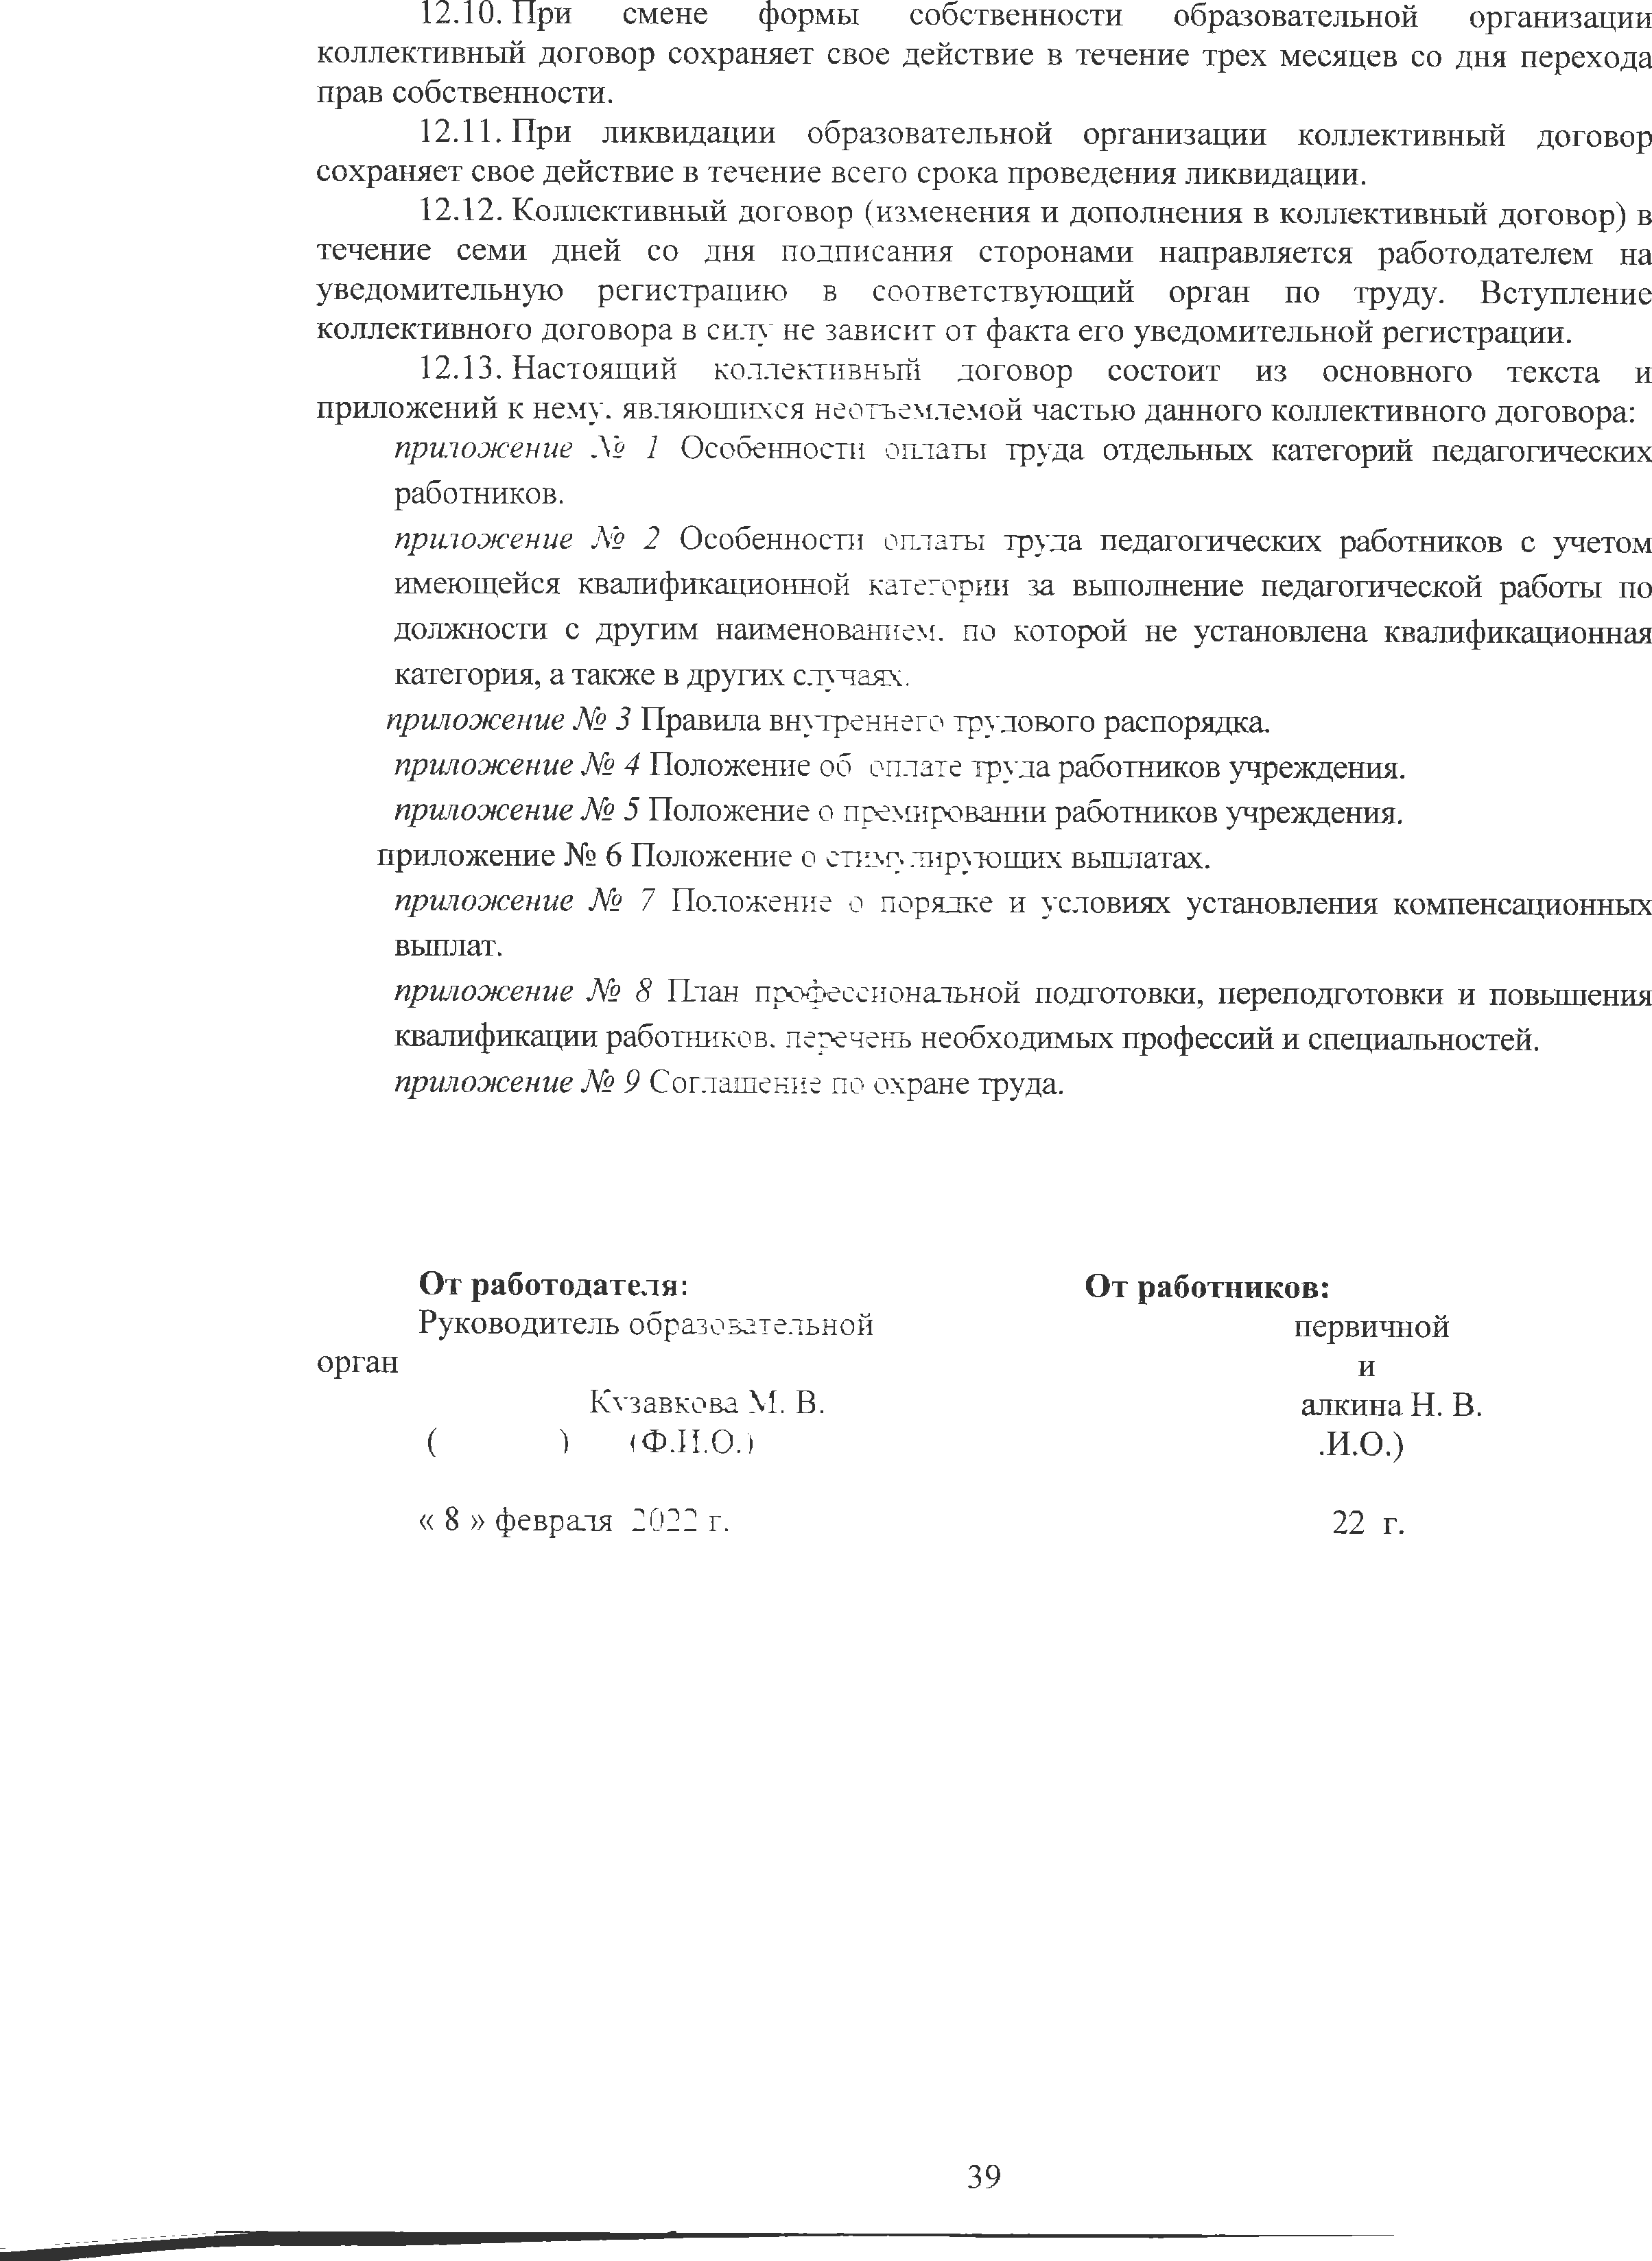 12.10. При смене формы собственности образовательной организации
коллективный договор сохраняет свое действие в течение трех месяцев со дня перехода
прав собственности.
12.11. При ликвидации образовательной организации коллективный договор
сохраняет свое действие в течение всего срока проведения ликвидации.
12.12. Коллективный договор (изменения и дополнения в коллективный договор) в
течение семи дней со дня подписания сторонами направляется работодателем на
уведомительную регистрацию в соответствующий орган по труду. Вступление
коллективного договора в силу не зависит от факта его уведомительной регистрации.
12.13. Настоящий коллективный договор состоит из основного текста и
приложений к нему, являющихся неотъемлемой частью данного коллективного договора:
приложение № 1 Особенности оплаты труда отдельных категорий педагогических
работников.
приложение № 2 Особенности оплаты труда педагогических работников с учетом
имеющейся квалификационной категории за выполнение педагогической работы по
должности с другим наименованием, по которой не установлена квалификационная
категория, а также в других случаях.
приложение № 3 Правила внутреннего трудового распорядка.
приложение № 4 Положение об оплате труда работников учреждения.
приложение № 5 Положение о премировании работников учреждения.
приложение № 6 Положение о стимулирующих выплатах.
приложение № 7 Положение о порядке и условиях установления компенсационных
выплат.
приложение № 8 План профессиональной подготовки, переподготовки и повышения
квалификации работников, перечень необходимых профессий и специальностей.
приложение № 9 Соглашение по охране труда.
От работодателя: От работников:
Руководитель образовательной первичной
орган и
Кузавкова М. В. алкина Н. В.
( ) (Ф.И.О.) .И.О.)
« 8 » февраля 2022 г. 22 г.
39